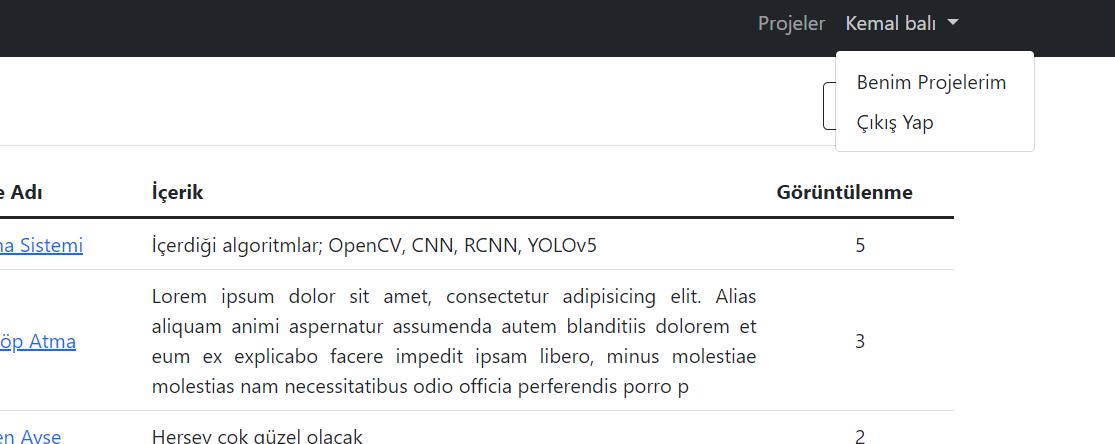 Projeler Kemal balı
Benim Projelerim
Çıkış Yap
e Adı İçerik Görüntülenme
na Sistemi İçerdiği algoritmlar; OpenCV, CNN, RCNN, YOLOv5 5
Lorem ipsum dolor sit amet, consectetur adipisicing elit. Alias
aliquam animi aspernatur assumenda autem blanditiis dolorem et
öp Atma eum ex explicabo facere impedit ipsam libero, minus molestiae 3
molestias nam necessitatibus odio officia perferendis porro p
en Ayşe Herşey çok güzel olacak 2